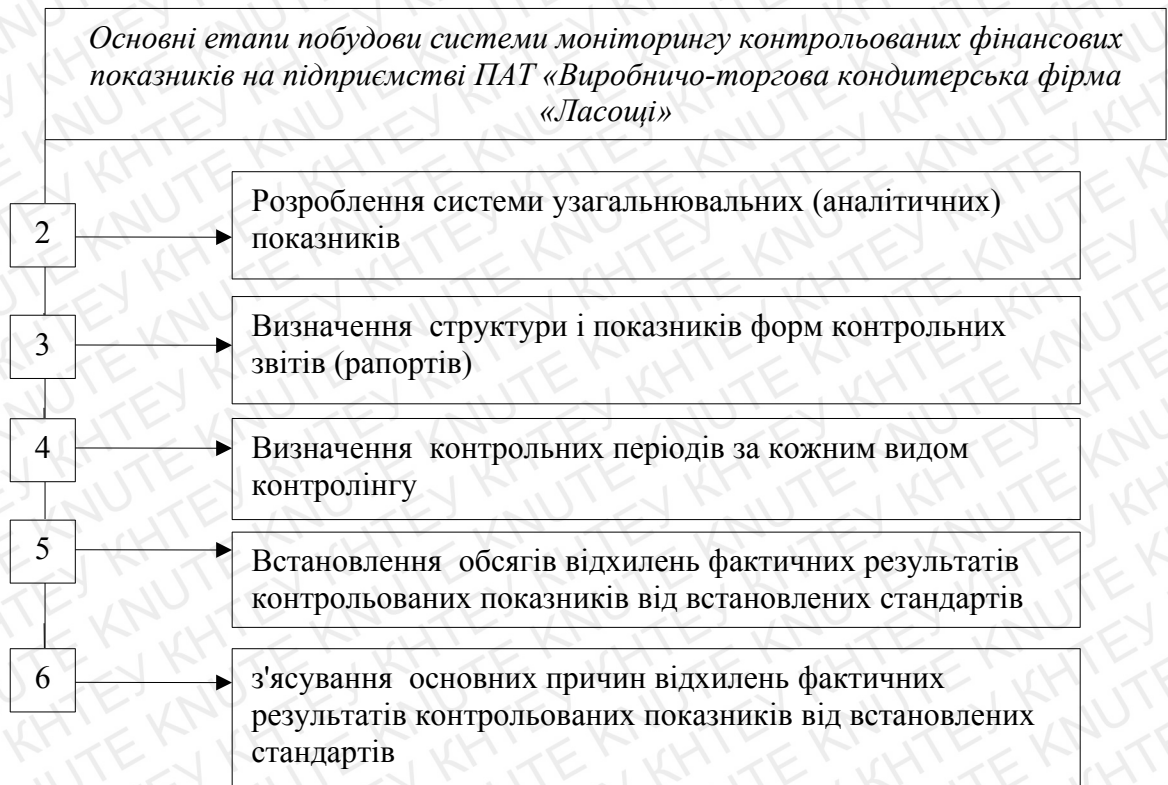 Основні етапи побудови системи моніторингу контрольованих фінансових
показників на підприємстві ПАТ «Виробничо-торгова кондитерська фірма
«Ласощі»
2
Розроблення системи узагальнювальних (аналітичних)
показників
3
Визначення структури і показників форм контрольних
звітів (рапортів)
4
Визначення контрольних періодів за кожним видом
контролінгу
5
Встановлення обсягів відхилень фактичних результатів
контрольованих показників від встановлених стандартів
6
з'ясування основних причин відхилень фактичних
результатів контрольованих показників від встановлених
стандартів